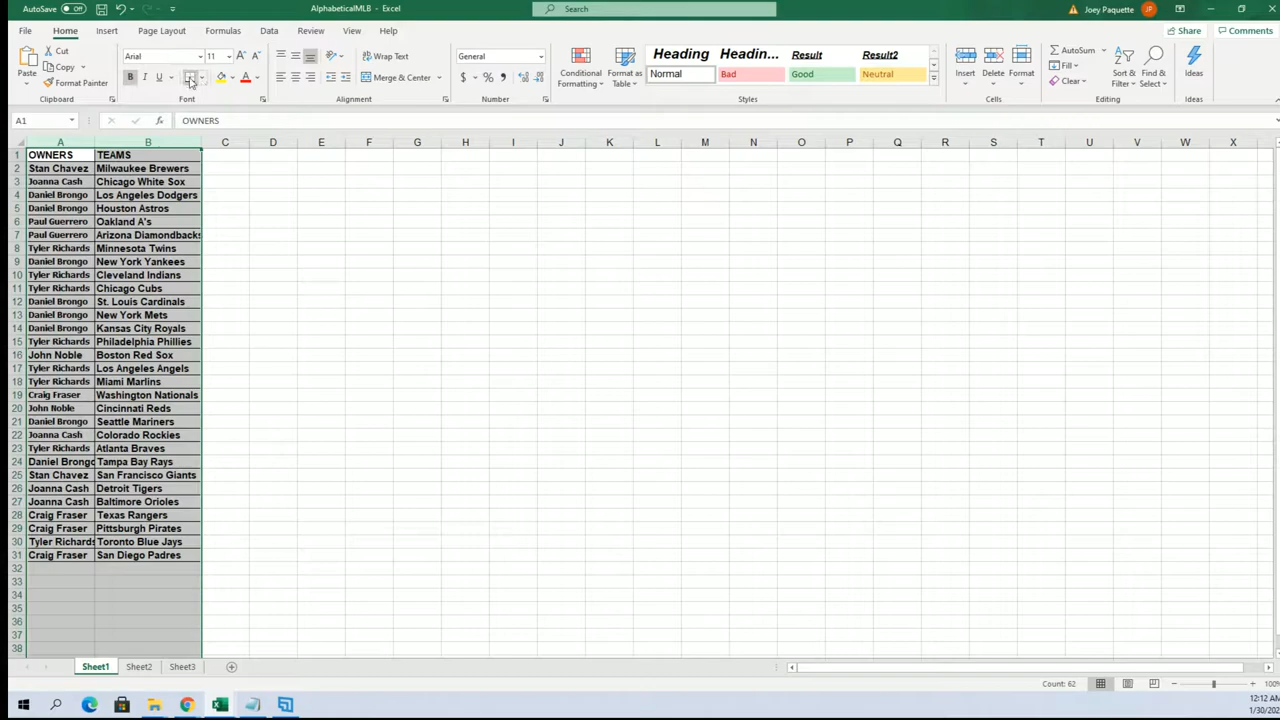 AutoSave Off AlphabeticalMLB - Excel Search Joey Paquette JP
File Home Insert Page Layout Formulas Data Review View Help Share Comments
Paste Cut Copy Format Painter Clipboard
Arial 11 B I U Font
Wrap Text Merge & Center Alignment
General $ % Number
Conditional Formatting Format as Table
Heading Headin... Result Result2
Normal Bad Good Neutral
Styles
Insert Delete Format Cells
AutoSum Fill Clear Sort & Filter Find & Select Editing
Ideas Ideas
A1 fx OWNERS
A B C D E F G H I J K L M N O P Q R S T U V W X
1 OWNERS TEAMS
2 Stan Chavez Milwaukee Brewers
3 Joanna Cash Chicago White Sox
4 Daniel Brongo Los Angeles Dodgers
5 Daniel Brongo Houston Astros
6 Paul Guerrero Oakland A's
7 Paul Guerrero Arizona Diamondbacks
8 Tyler Richards Minnesota Twins
9 Daniel Brongo New York Yankees
10 Tyler Richards Cleveland Indians
11 Tyler Richards Chicago Cubs
12 Daniel Brongo St. Louis Cardinals
13 Daniel Brongo New York Mets
14 Daniel Brongo Kansas City Royals
15 Tyler Richards Philadelphia Phillies
16 John Noble Boston Red Sox
17 Tyler Richards Los Angeles Angels
18 Tyler Richards Miami Marlins
19 Craig Fraser Washington Nationals
20 John Noble Cincinnati Reds
21 Daniel Brongo Seattle Mariners
22 Joanna Cash Colorado Rockies
23 Tyler Richards Atlanta Braves
24 Daniel Brongo Tampa Bay Rays
25 Stan Chavez San Francisco Giants
26 Joanna Cash Detroit Tigers
27 Joanna Cash Baltimore Orioles
28 Craig Fraser Texas Rangers
29 Craig Fraser Pittsburgh Pirates
30 Tyler Richards Toronto Blue Jays
31 Craig Fraser San Diego Padres
32
33
34
35
36
37
38
Sheet1 Sheet2 Sheet3
Count: 62 100%
12:12 AM
1/30/202